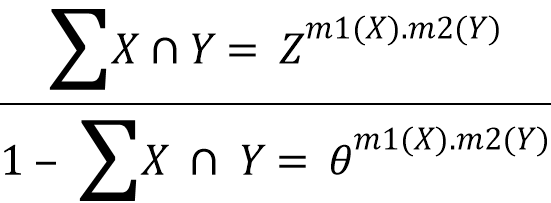 ∑X ∩ Y = Z^m1(X).m2(Y)
1 − ∑X ∩ Y = θ^m1(X).m2(Y)